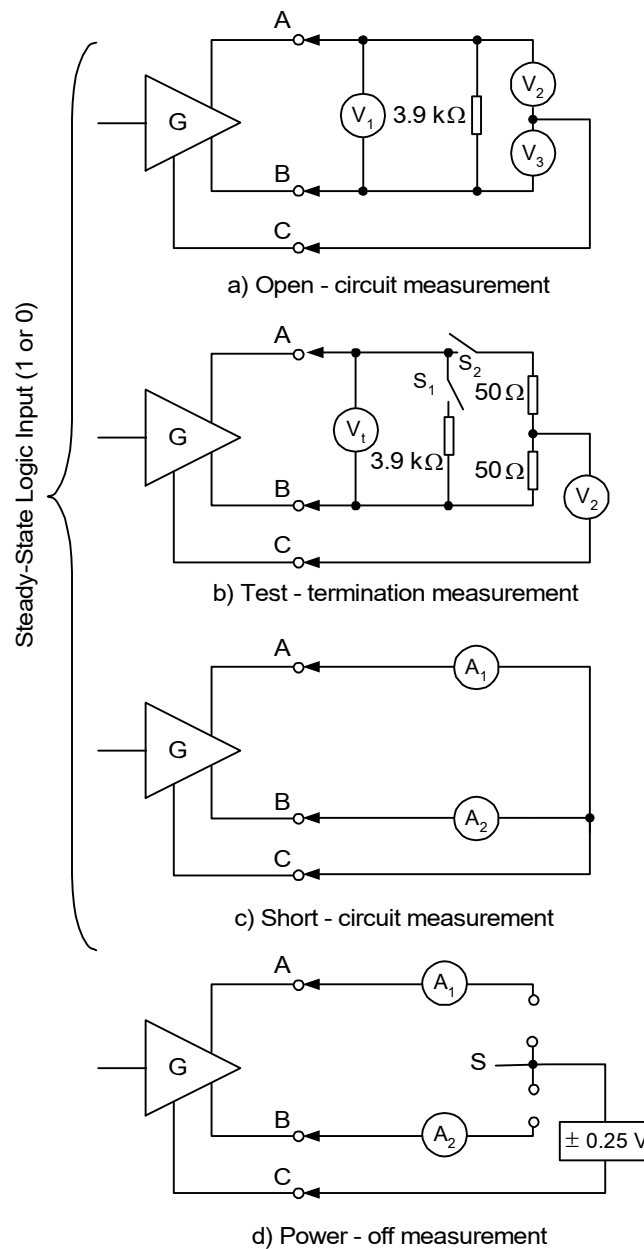 Steady-State Logic Input (1 or 0)
A
G
V1
3.9 kΩ
V2
V3
B
C
a) Open - circuit measurement
A
S2
S1
50 Ω
G
Vt
3.9 kΩ
50 Ω
B
V2
C
b) Test - termination measurement
A
A1
G
B
A2
C
c) Short - circuit measurement
A
A1
G
S
B
A2
± 0.25 V
C
d) Power - off measurement